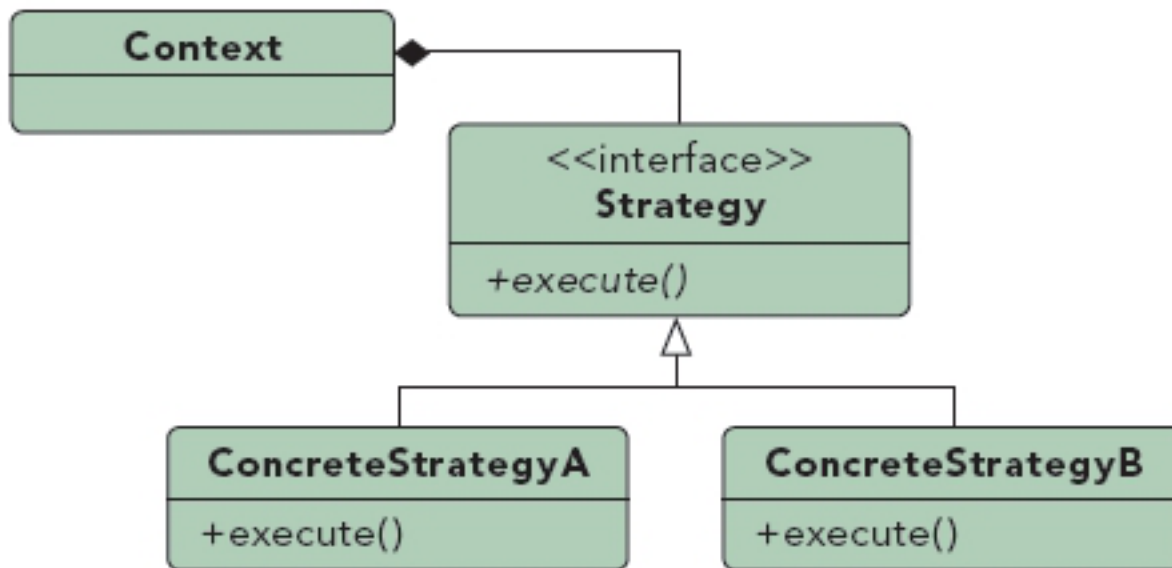 Context
<<interface>>
Strategy
+execute()
ConcreteStrategyA
+execute()
ConcreteStrategyB
+execute()